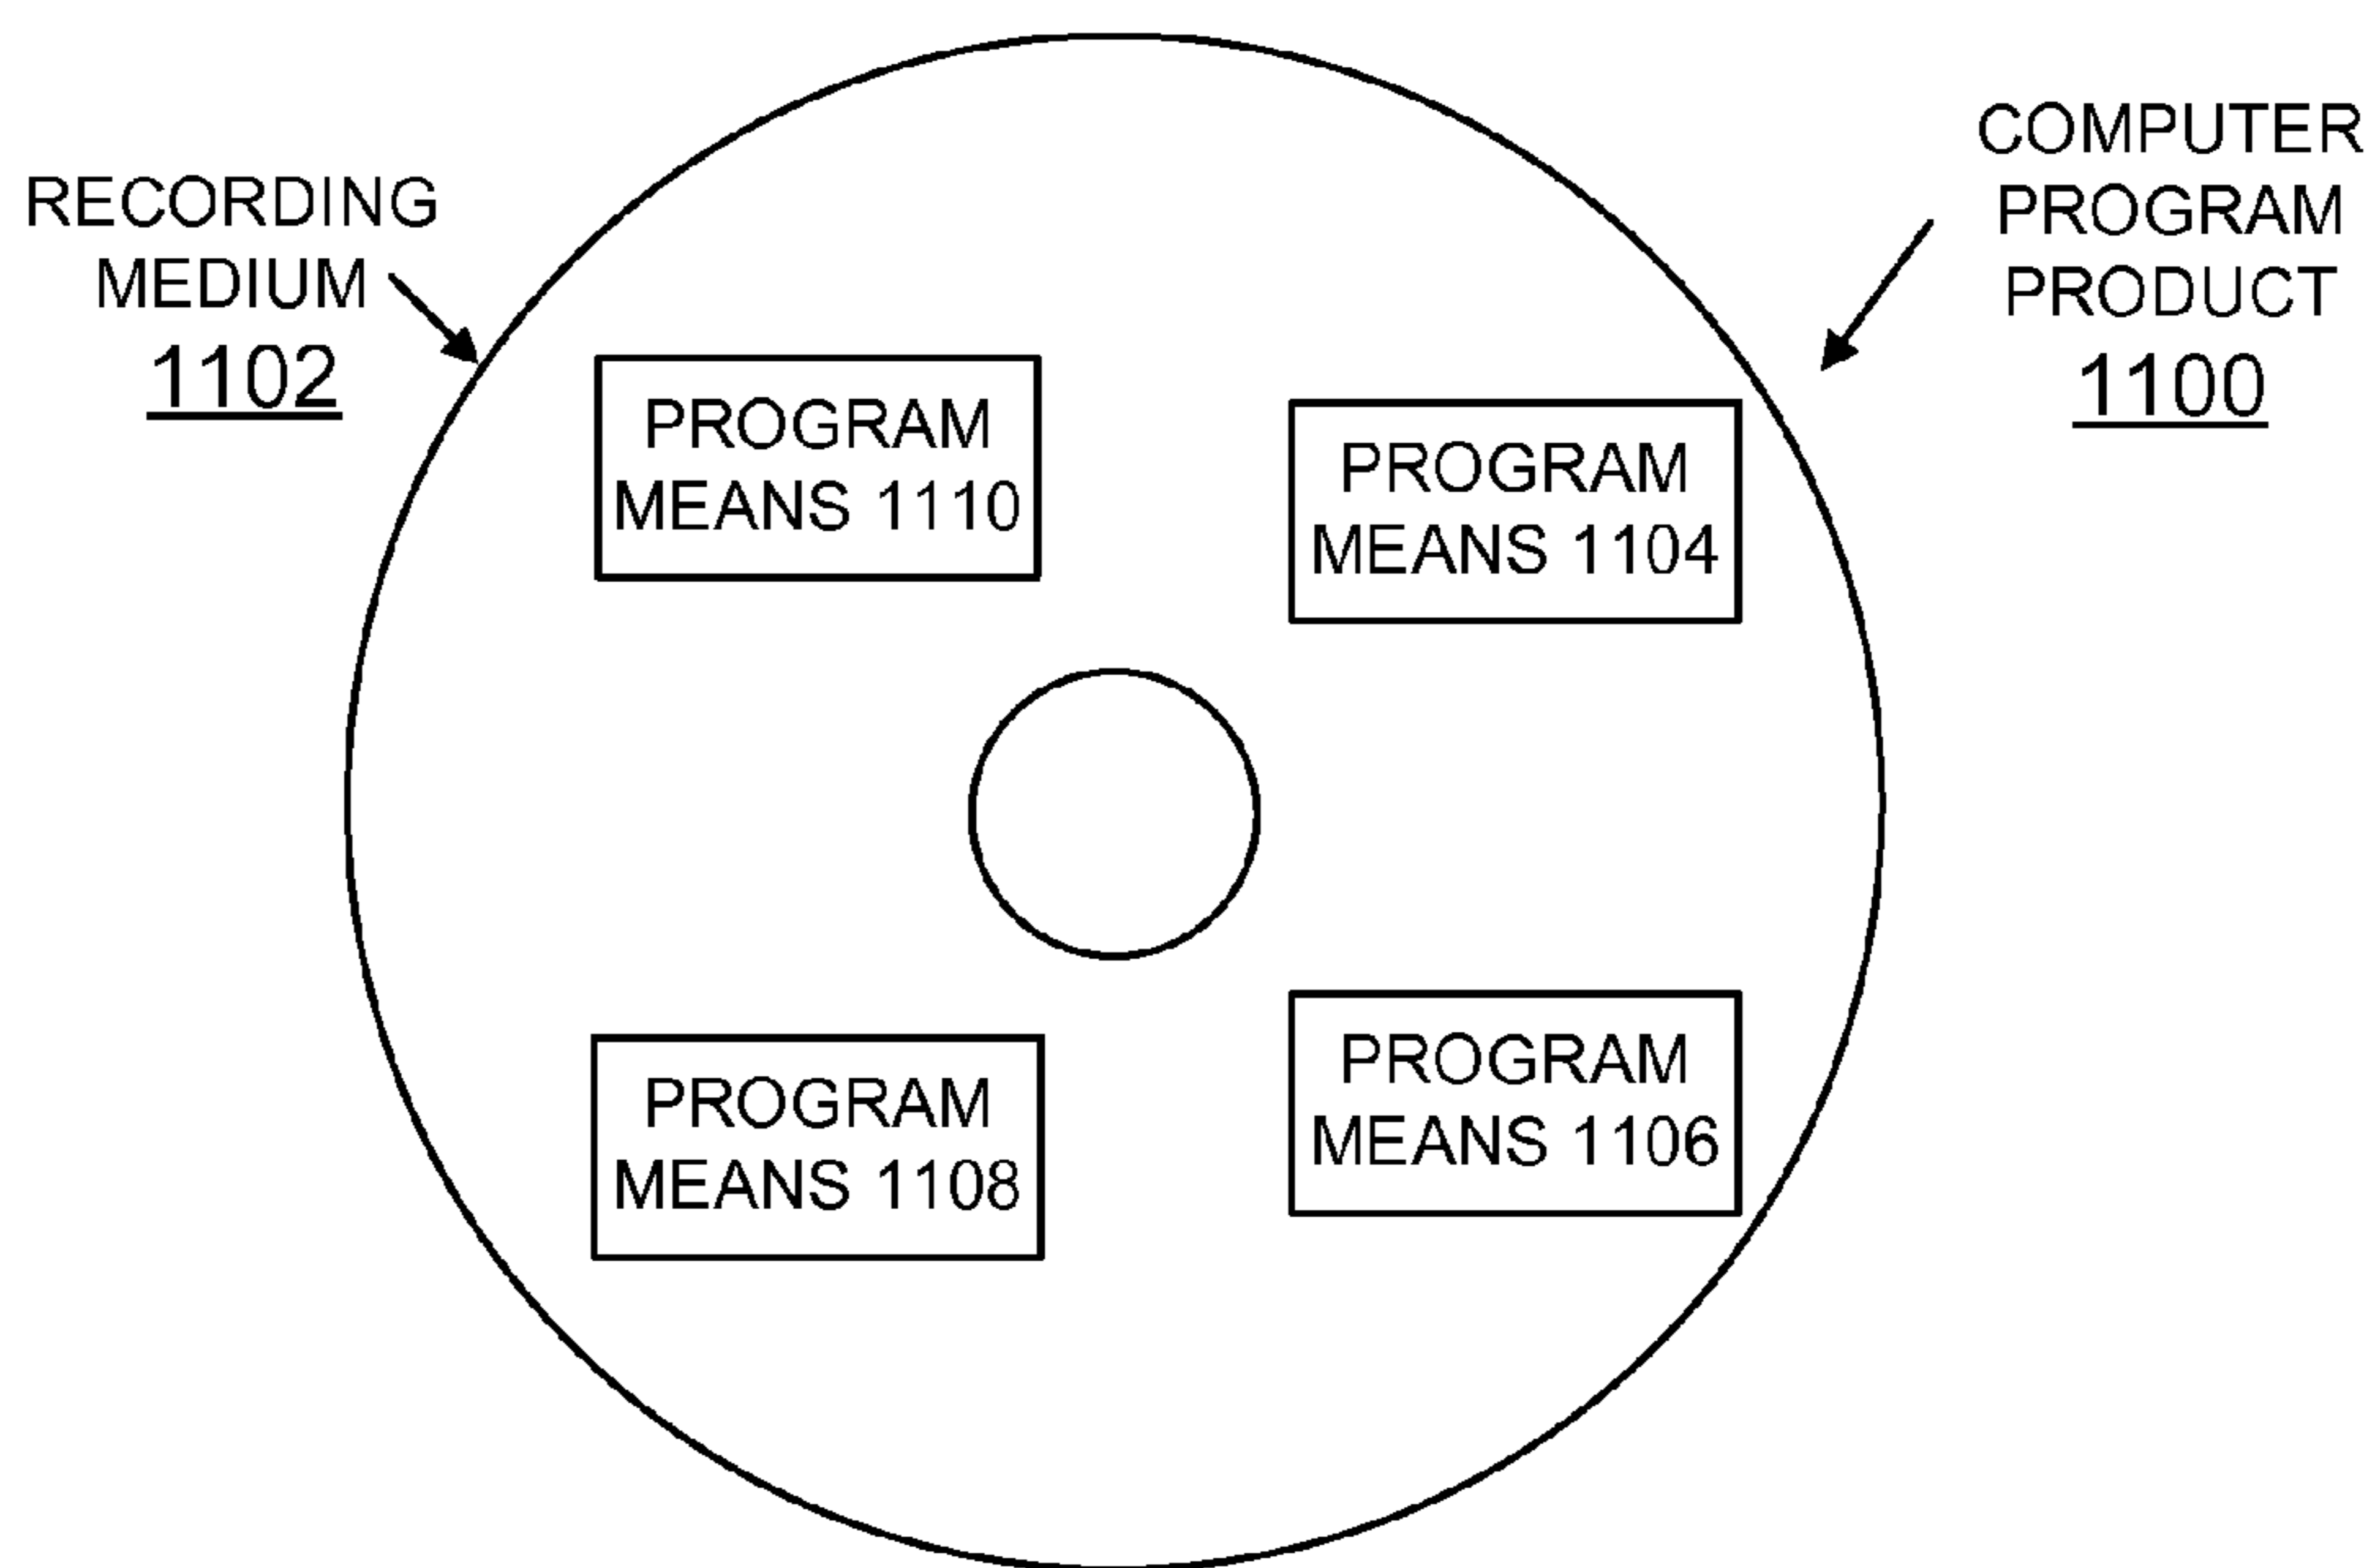 RECORDING
MEDIUM
1102
COMPUTER
PROGRAM
PRODUCT
1100
PROGRAM
MEANS 1110
PROGRAM
MEANS 1104
PROGRAM
MEANS 1108
PROGRAM
MEANS 1106